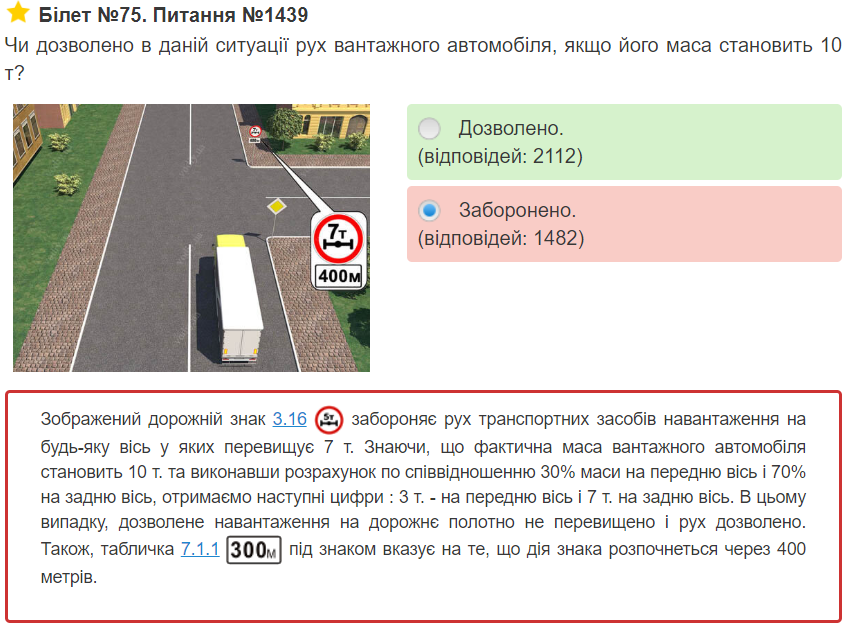 Білет №75. Питання №1439
Чи дозволено в даній ситуації рух вантажного автомобіля, якщо його маса становить 10
т?
7т
400м
Дозволено.
(відповідей: 2112)
Заборонено.
(відповідей: 1482)
Зображений дорожній знак 3.16 5т забороняє рух транспортних засобів навантаження на
будь-яку вісь у яких перевищує 7 т. Знаючи, що фактична маса вантажного автомобіля
становить 10 т. та виконавши розрахунок по співвідношенню 30% маси на передню вісь і 70%
на задню вісь, отримаємо наступні цифри : 3 т. - на передню вісь і 7 т. на задню вісь. В цьому
випадку, дозволене навантаження на дорожнє полотно не перевищено і рух дозволено.
Також, табличка 7.1.1 300м під знаком вказує на те, що дія знака розпочнеться через 400
метрів.